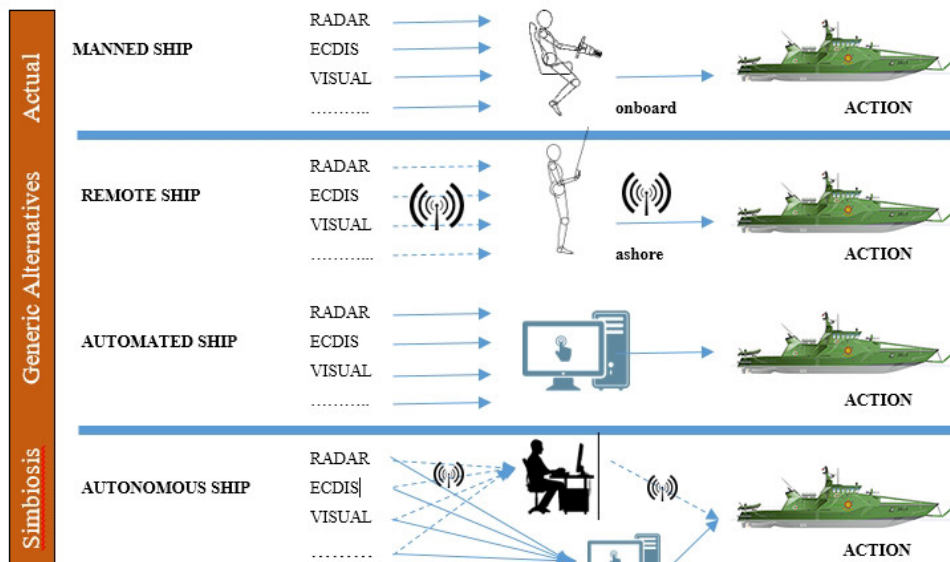 Actual
MANNED SHIP
RADAR
ECDIS
VISUAL
………..
onboard
ACTION
Generic Alternatives
REMOTE SHIP
RADAR
ECDIS
VISUAL
………...
ashore
ACTION
AUTOMATED SHIP
RADAR
ECDIS
VISUAL
……….
ACTION
Simbiosis
AUTONOMOUS SHIP
RADAR
ECDIS
VISUAL
………
ACTION